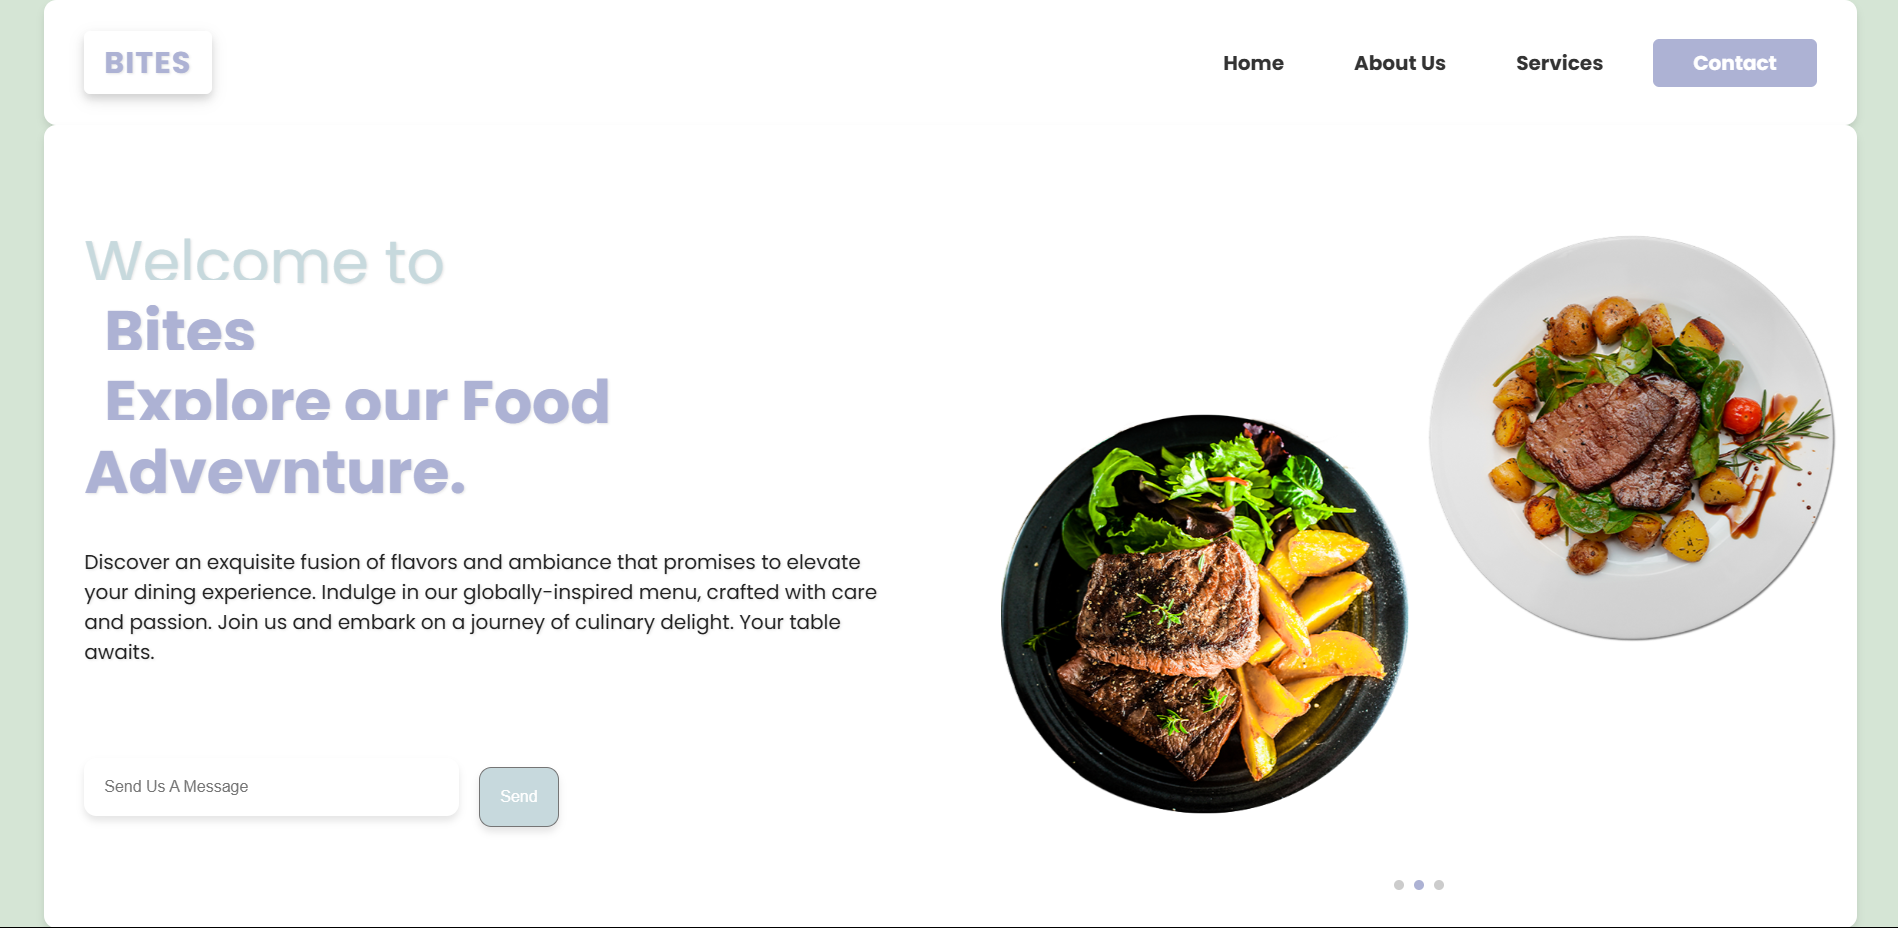 BITES
Home
About Us
Services
Contact
Welcome to
Bites
Explore our Food
Advevnture.
Discover an exquisite fusion of flavors and ambiance that promises to elevate
your dining experience. Indulge in our globally-inspired menu, crafted with care
and passion. Join us and embark on a journey of culinary delight. Your table
awaits.
Send Us A Message
Send